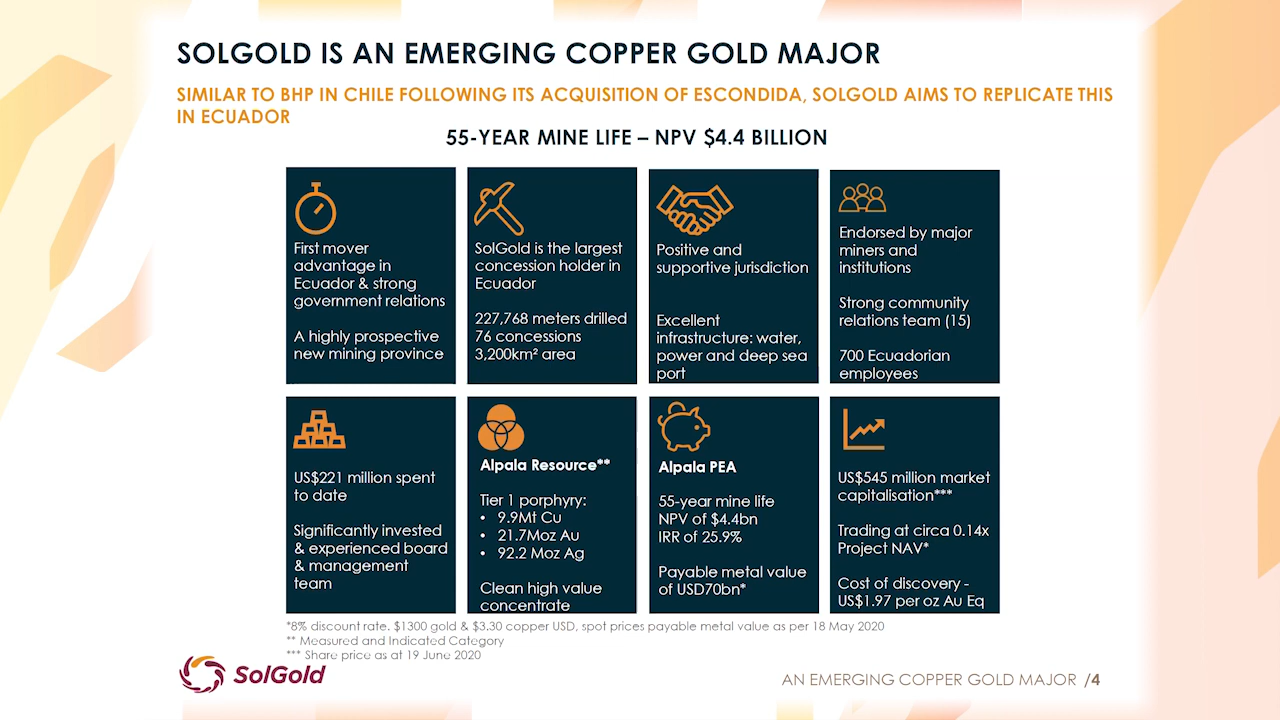 SOLGOLD IS AN EMERGING COPPER GOLD MAJOR
SIMILAR TO BHP IN CHILE FOLLOWING ITS ACQUISITION OF ESCONDIDA, SOLGOLD AIMS TO REPLICATE THIS
IN ECUADOR
55-YEAR MINE LIFE – NPV $4.4 BILLION
First mover
advantage in
Ecuador & strong
government relations
A highly prospective
new mining province
SolGold is the largest
concession holder in
Ecuador
227,768 meters drilled
76 concessions
3,200km² area
Positive and
supportive jurisdiction
Excellent
infrastructure: water,
power and deep sea
port
Endorsed by major
miners and
institutions
Strong community
relations team (15)
700 Ecuadorian
employees
US$221 million spent
to date
Significantly invested
& experienced board
& management
team
Alpala Resource**
Tier 1 porphyry:
• 9.9Mt Cu
• 21.7Moz Au
• 92.2 Moz Ag
Clean high value
concentrate
Alpala PEA
55-year mine life
NPV of $4.4bn
IRR of 25.9%
Payable metal value
of USD70bn*
US$545 million market
capitalisation***
Trading at circa 0.14x
Project NAV*
Cost of discovery -
US$1.97 per oz Au Eq
*8% discount rate. $1300 gold & $3.30 copper USD, spot prices payable metal value as per 18 May 2020
** Measured and Indicated Category
*** Share price as at 19 June 2020
SolGold
AN EMERGING COPPER GOLD MAJOR /4